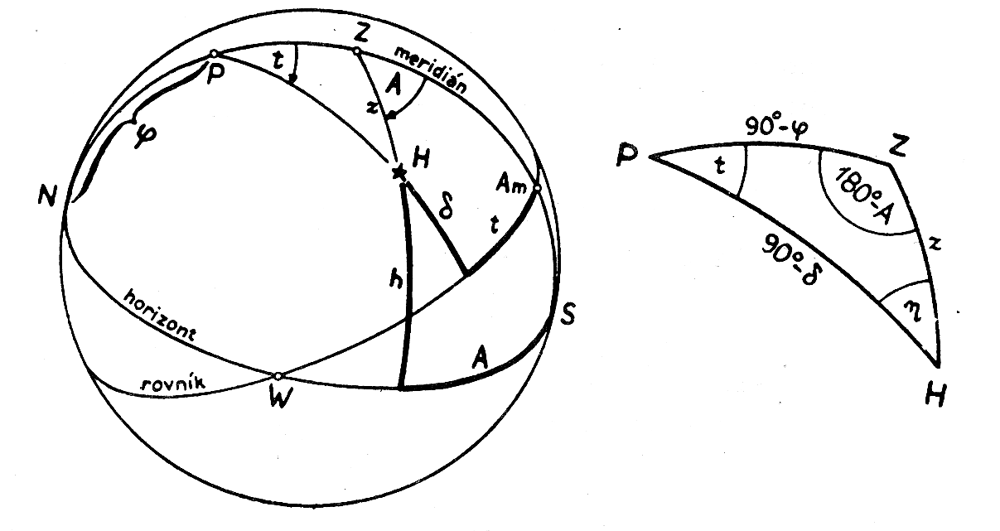 Z
meridián
t
P
A
z
φ
H
N
Am
δ
t
h
horizont
S
A
rovník
W
90°-φ
P
Z
t
180°-A
z
90°-δ
η
H